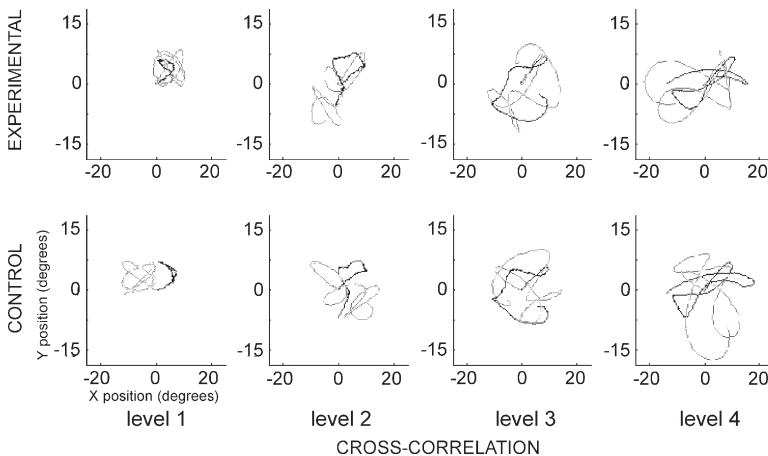 EXPERIMENTAL
15 15 15 15
0 0 0 0
-15 -15 -15 -15
-20 0 20 -20 0 20 -20 0 20 -20 0 20
CONTROL
Y position (degrees)
15 15 15 15
0 0 0 0
-15 -15 -15 -15
-20 0 20 -20 0 20 -20 0 20 -20 0 20
X position (degrees)
level 1 level 2 level 3 level 4
CROSS-CORRELATION